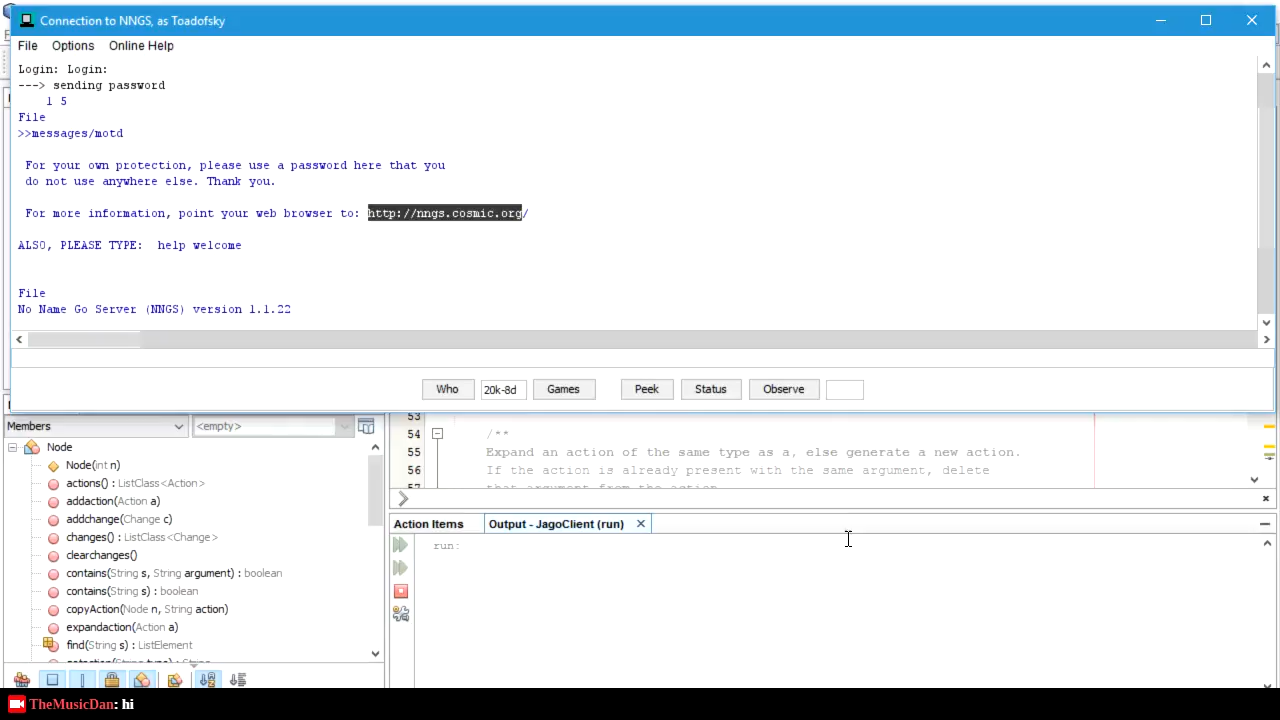 Connection to NNGS, as Toadofsky
File Options Online Help
Login: Login:
---> sending password
1 5
File
>>messages/motd
For your own protection, please use a password here that you
do not use anywhere else. Thank you.
For more information, point your web browser to: http://nngs.cosmic.org/
ALSO, PLEASE TYPE: help welcome
File
No Name Go Server (NNGS) version 1.1.22
Who 20k-8d Games Peek Status Observe
Members <empty>
Node
Node(int n)
actions() : ListClass<Action>
addaction(Action a)
addchange(Change c)
changes() : ListClass<Change>
clearchanges()
contains(String s, String argument) : boolean
contains(String s) : boolean
copyAction(Node n, String action)
expandaction(Action a)
find(String s) : ListElement
53
54 /**
55 Expand an action of the same type as a, else generate a new action.
56 If the action is already present with the same argument, delete
57 that argument from the action
Action Items Output - JagoClient (run)
run:
TheMusicDan: hi